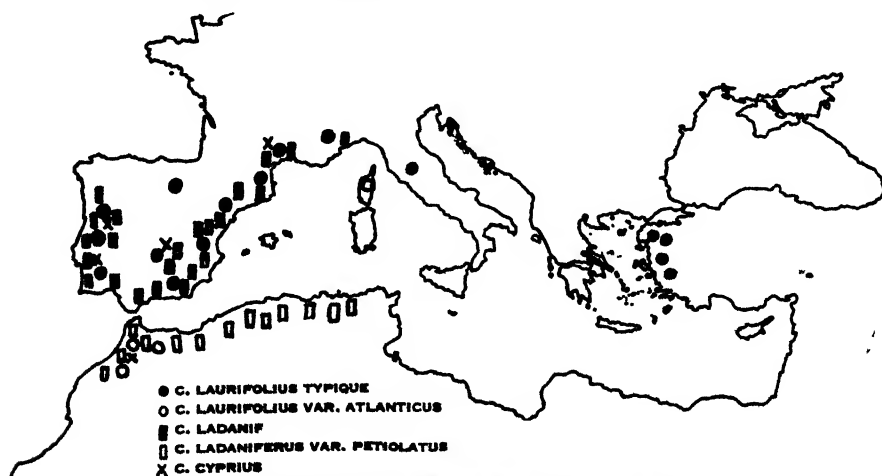 C. LAURIFOLIUS TYPIQUE
C. LAURIFOLIUS VAR. ATLANTICUS
C. LADANIF
C. LADANIFERUS VAR. PETIOLATUS
C. CYPRIUS